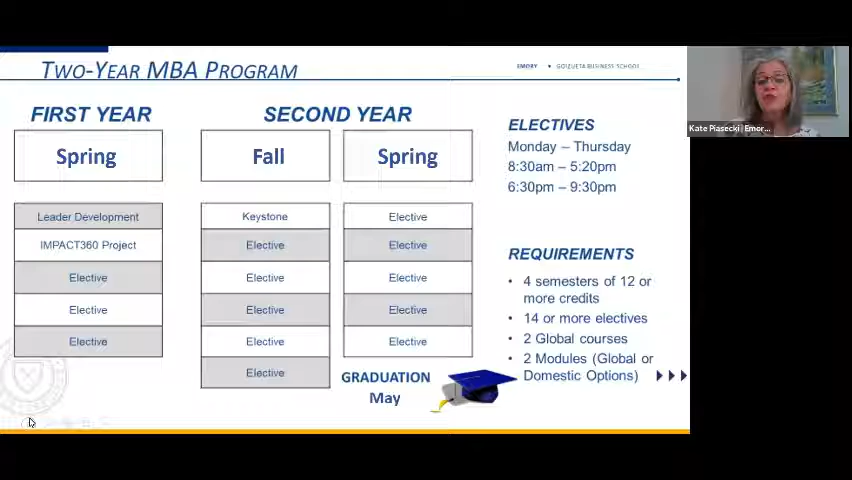 TWO-YEAR MBA PROGRAM
EMORY
GOIZUETA BUSINESS SCHOOL
Kate Piasecki | Emor...
FIRST YEAR
SECOND YEAR
Spring
Fall
Spring
Leader Development
IMPACT360 Project
Elective
Elective
Elective
Keystone
Elective
Elective
Elective
Elective
Elective
Elective
Elective
Elective
Elective
Elective
GRADUATION
May
ELECTIVES
Monday – Thursday
8:30am – 5:20pm
6:30pm – 9:30pm
REQUIREMENTS
• 4 semesters of 12 or
more credits
• 14 or more electives
• 2 Global courses
• 2 Modules (Global or
Domestic Options)